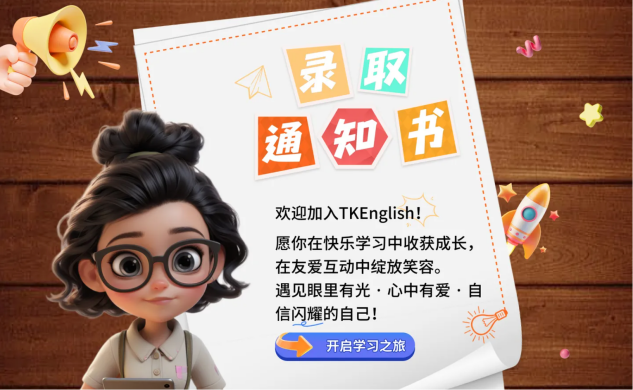 录取
通知书
欢迎加入TKEnglish！
愿你在快乐学习中收获成长，
在友爱互动中绽放笑容。
遇见眼里有光·心中有爱·自
信闪耀的自己！
开启学习之旅